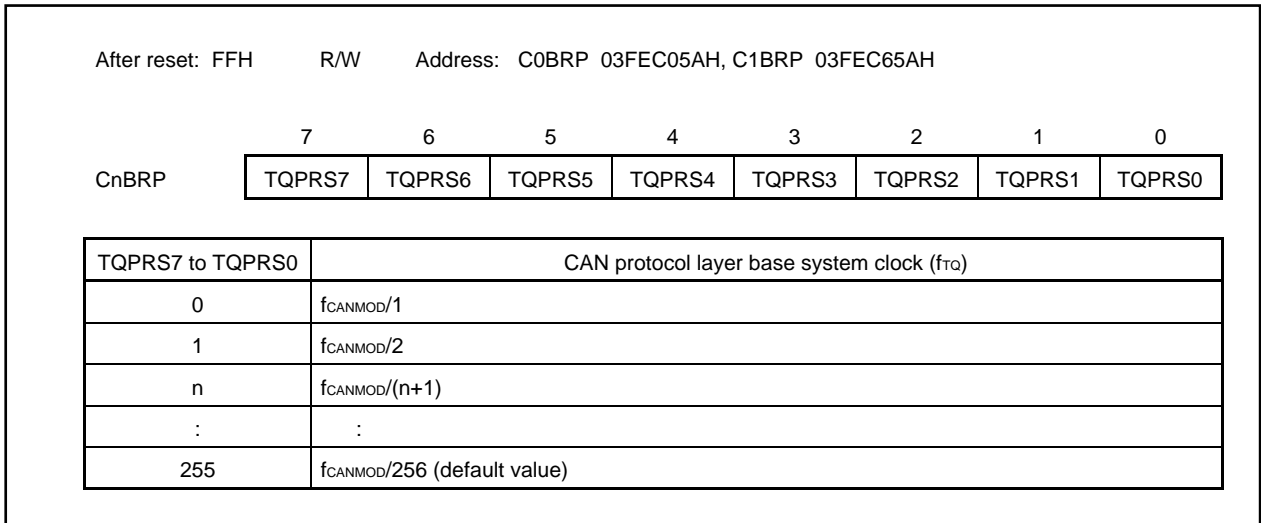 After reset: FFH R/W Address: C0BRP 03FEC05AH, C1BRP 03FEC65AH
7 6 5 4 3 2 1 0
CnBRP TQPRS7 TQPRS6 TQPRS5 TQPRS4 TQPRS3 TQPRS2 TQPRS1 TQPRS0
TQPRS7 to TQPRS0 CAN protocol layer base system clock (fTQ)
0 fCANMOD/1
1 fCANMOD/2
n fCANMOD/(n+1)
: :
255 fCANMOD/256 (default value)